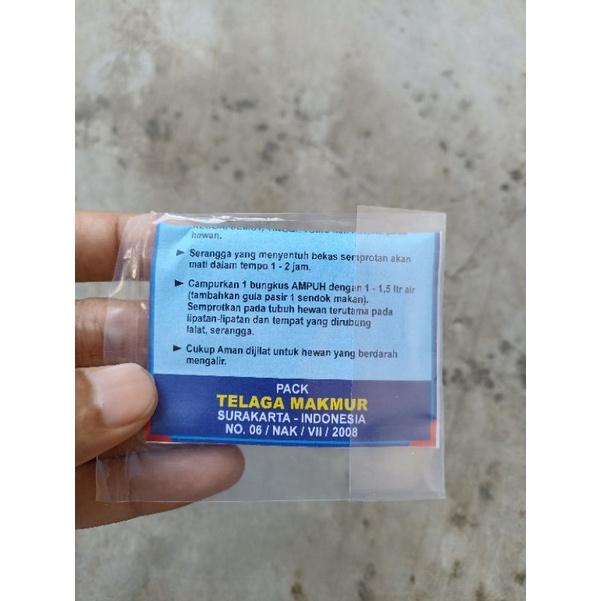 hewan.
► Serangga yang menyentuh bekas semprotan akan
mati dalam tempo 1 - 2 jam.
► Campurkan 1 bungkus AMPUH dengan 1 - 1,5 ltr air
(tambahkan gula pasir 1 sendok makan).
Semprotkan pada tubuh hewan terutama pada
lipatan-lipatan dan tempat yang dirubung
lalat, serangga.
► Cukup Aman dijilat untuk hewan yang berdarah
mengalir.
PACK
TELAGA MAKMUR
SURAKARTA - INDONESIA
NO. 06 / NAK / VII / 2008